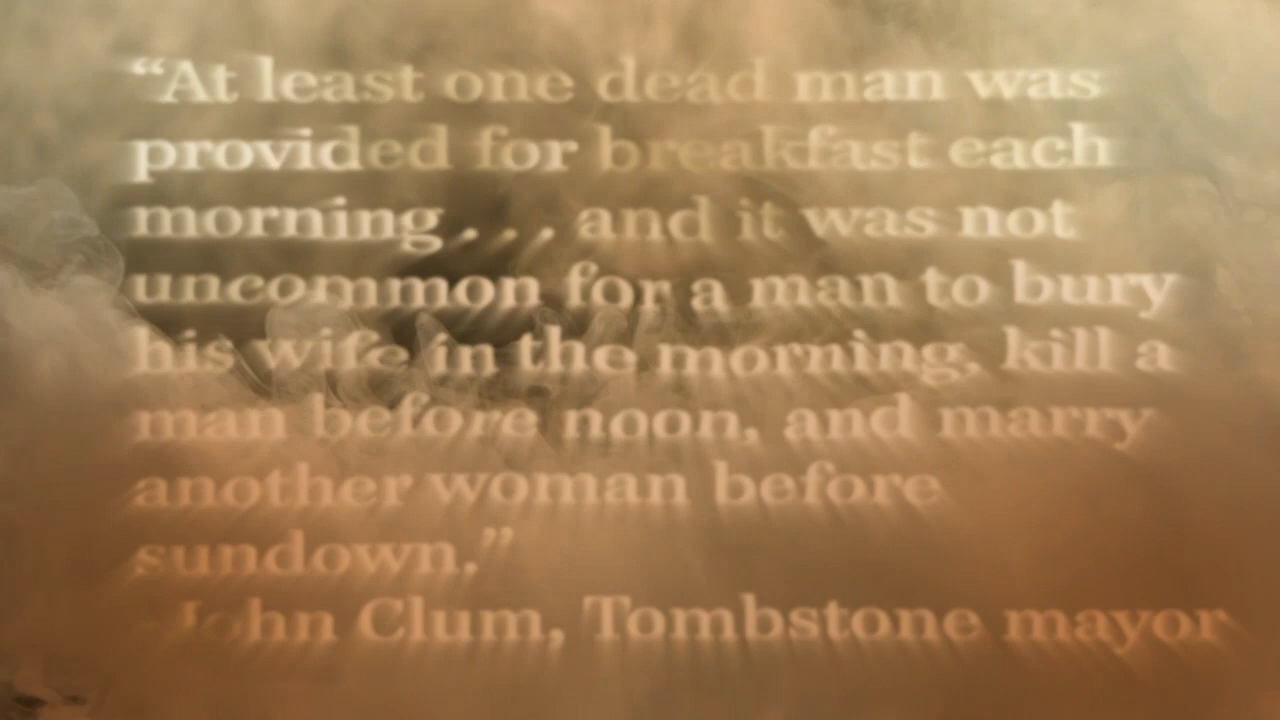 “At least one dead man was
provided for breakfast each
morning . . . and it was not
uncommon for a man to bury
his wife in the morning, kill a
man before noon, and marry
another woman before
sundown.”
John Clum, Tombstone mayor